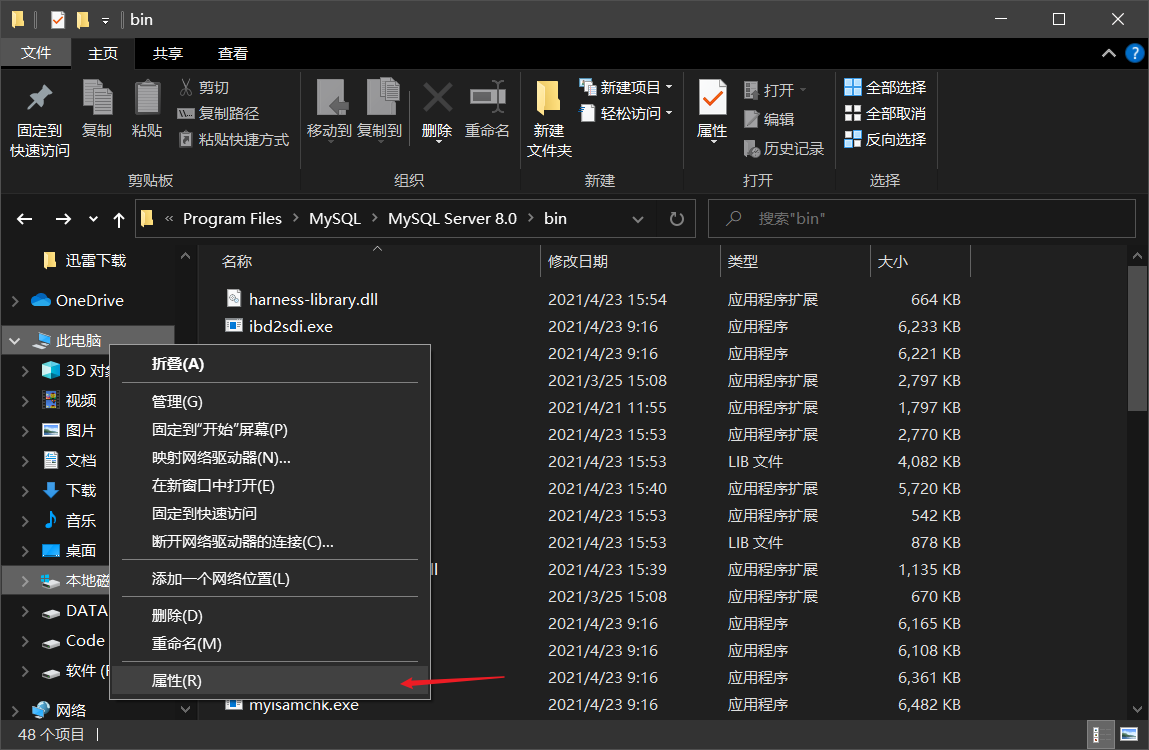 bin
文件 主页 共享 查看
固定到
快速访问
复制
粘贴
剪切
复制路径
粘贴快捷方式
剪贴板
移动到 复制到 删除 重命名
组织
新建
文件夹
新建项目
轻松访问
新建
属性
打开
编辑
历史记录
打开
全部选择
全部取消
反向选择
选择
« Program Files > MySQL > MySQL Server 8.0 > bin
搜索"bin"
迅雷下载
OneDrive
此电脑
3D 对
视频
图片
文档
下载
音乐
桌面
本地磁
DATA
Code
软件 (
网络
名称 修改日期 类型 大小
harness-library.dll 2021/4/23 15:54 应用程序扩展 664 KB
ibd2sdi.exe 2021/4/23 9:16 应用程序 6,233 KB
2021/4/23 9:16 应用程序 6,221 KB
2021/3/25 15:08 应用程序扩展 2,797 KB
2021/4/21 11:55 应用程序扩展 1,797 KB
2021/4/23 15:53 应用程序扩展 2,770 KB
2021/4/23 15:53 LIB 文件 4,082 KB
2021/4/23 15:40 应用程序扩展 5,720 KB
2021/4/23 15:53 应用程序扩展 542 KB
2021/4/23 15:53 LIB 文件 878 KB
ll 2021/4/23 15:39 应用程序扩展 1,135 KB
2021/3/25 15:08 应用程序扩展 670 KB
2021/4/23 9:16 应用程序 6,165 KB
2021/4/23 9:16 应用程序 6,108 KB
2021/4/23 9:16 应用程序 6,361 KB
myisamchk.exe 2021/4/23 9:16 应用程序 6,482 KB
折叠(A)
管理(G)
固定到“开始”屏幕(P)
映射网络驱动器(N)...
在新窗口中打开(E)
固定到快速访问
断开网络驱动器的连接(C)...
添加一个网络位置(L)
删除(D)
重命名(M)
属性(R)
48 个项目